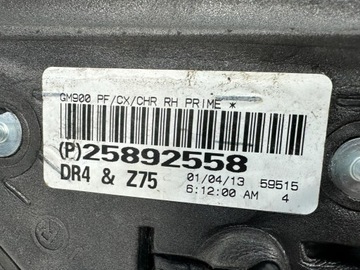 GM900 PF/CX/CHR RH PRIME *
(P)25892558
DR4 & Z75 01/04/13 59515
6:12:00 AM 4